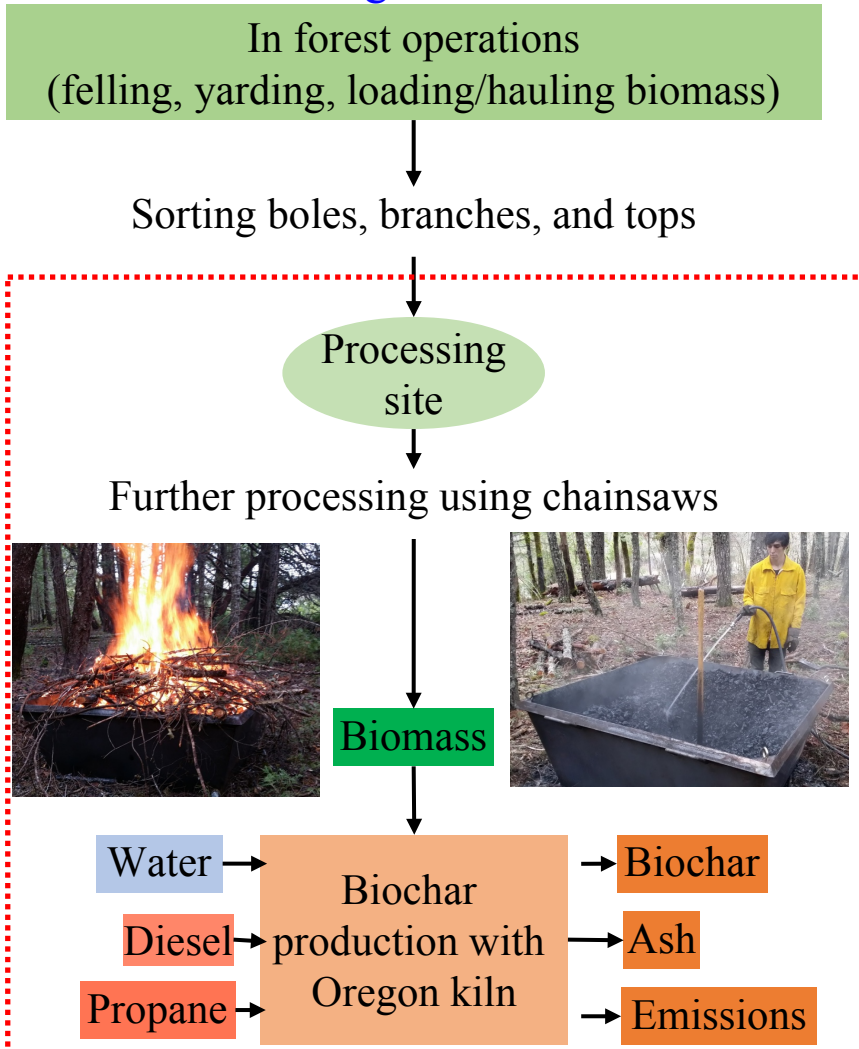 In forest operations
(felling, yarding, loading/hauling biomass)
Sorting boles, branches, and tops
Processing
site
Further processing using chainsaws
Biomass
Water
Diesel
Propane
Biochar
production with
Oregon kiln
Biochar
Ash
Emissions